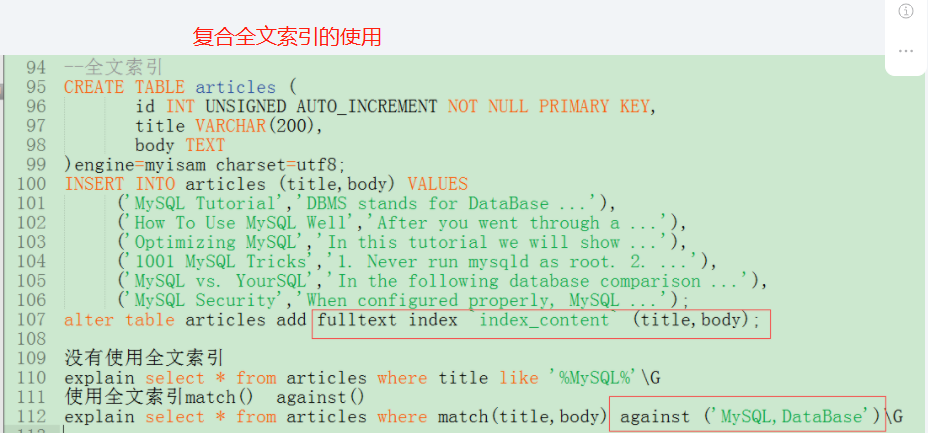 复合全文索引的使用
94 --全文索引
95 CREATE TABLE articles (
96 id INT UNSIGNED AUTO_INCREMENT NOT NULL PRIMARY KEY,
97 title VARCHAR(200),
98 body TEXT
99 )engine=myisam charset=utf8;
100 INSERT INTO articles (title,body) VALUES
101 ('MySQL Tutorial','DBMS stands for DataBase ...'),
102 ('How To Use MySQL Well','After you went through a ...'),
103 ('Optimizing MySQL','In this tutorial we will show ...'),
104 ('1001 MySQL Tricks','1. Never run mysqld as root. 2. ...'),
105 ('MySQL vs. YourSQL','In the following database comparison ...'),
106 ('MySQL Security','When configured properly, MySQL ...');
107 alter table articles add fulltext index index_content (title,body);
108
109 没有使用全文索引
110 explain select * from articles where title like '%MySQL%'\G
111 使用全文索引match() against()
112 explain select * from articles where match(title,body) against ('MySQL,DataBase')\G